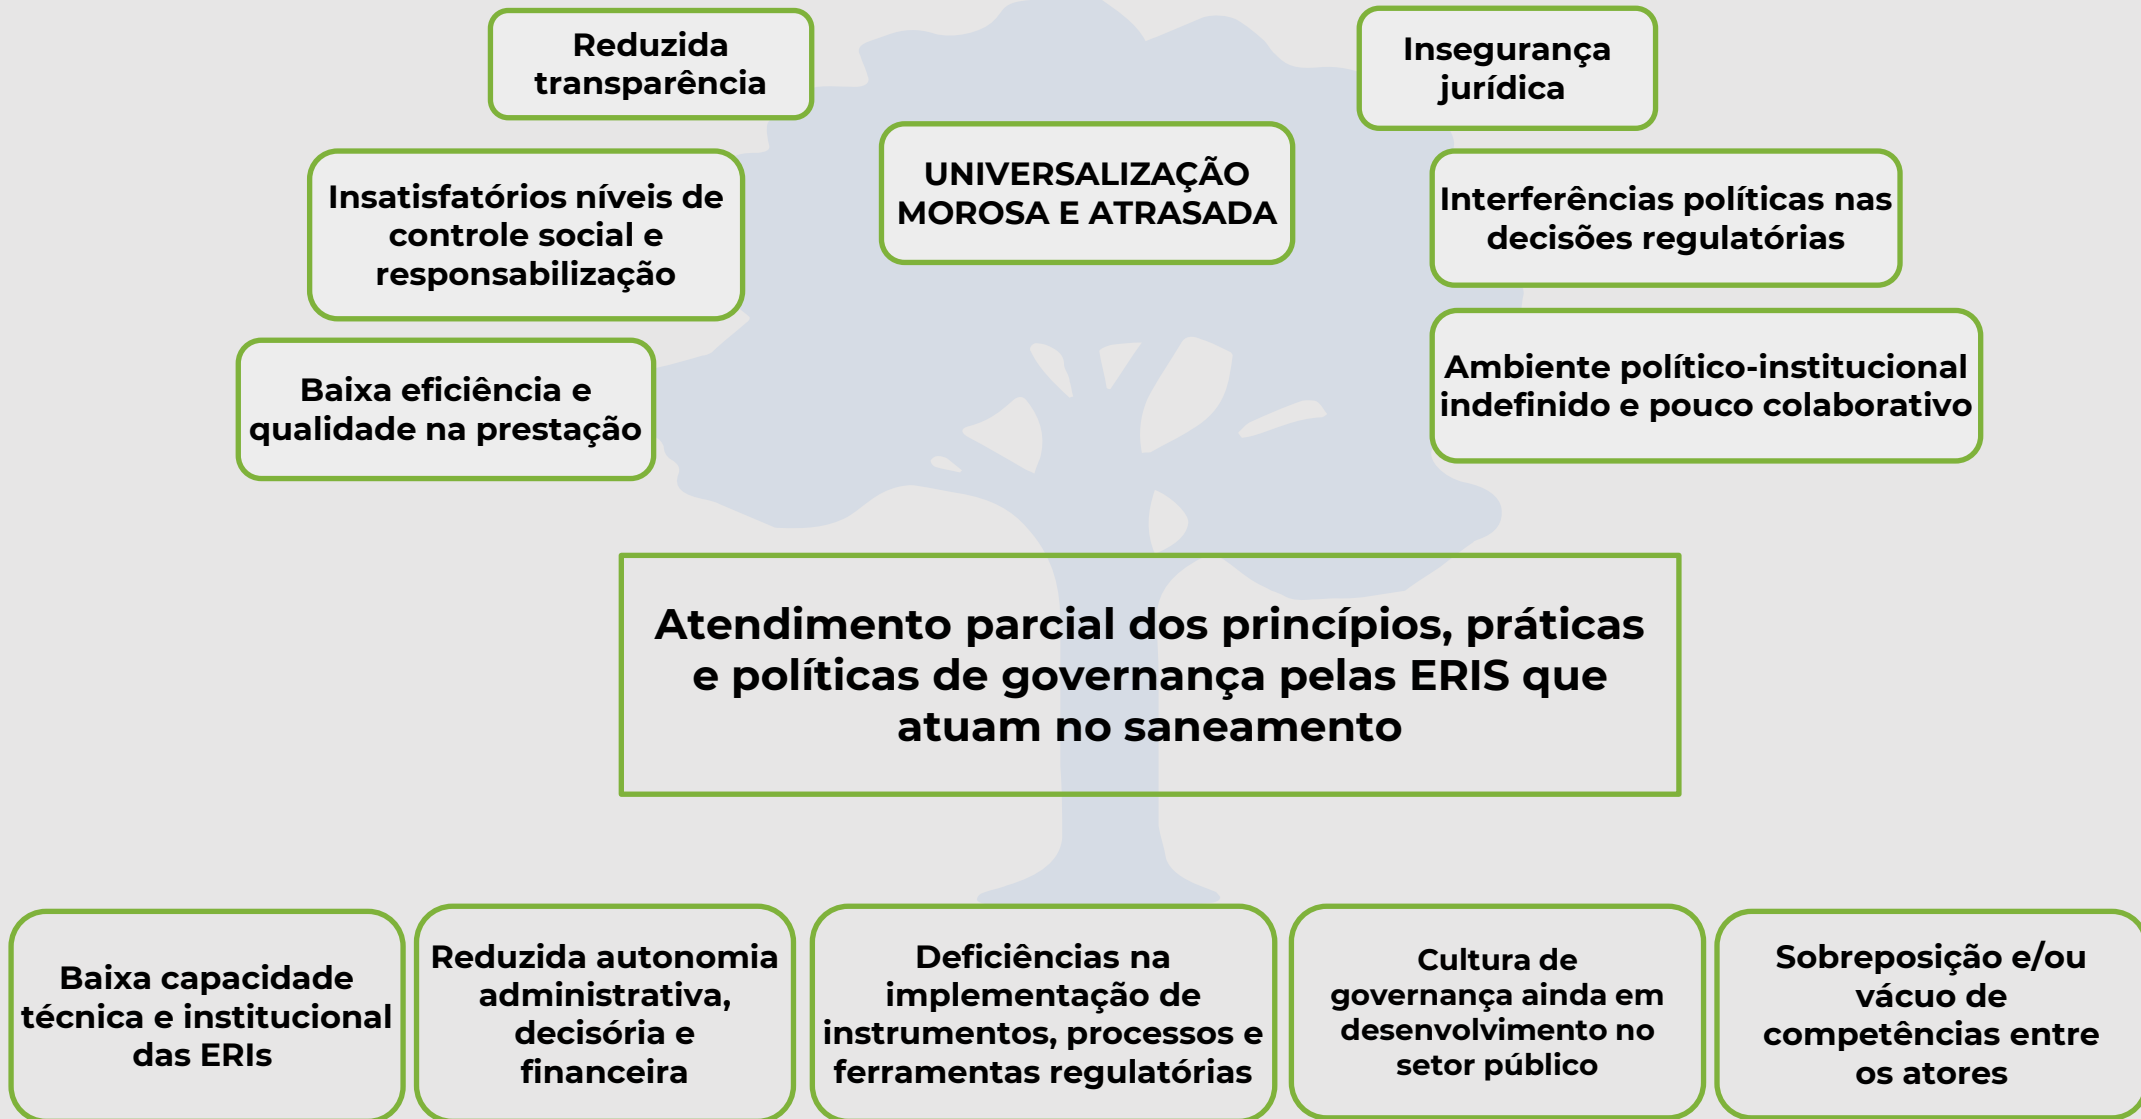 Reduzida
transparência
Insegurança
jurídica
UNIVERSALIZAÇÃO
MOROSA E ATRASADA
Insatisfatórios níveis de
controle social e
responsabilização
Interferências políticas nas
decisões regulatórias
Baixa eficiência e
qualidade na prestação
Ambiente político-institucional
indefinido e pouco colaborativo
Atendimento parcial dos princípios, práticas
e políticas de governança pelas ERIS que
atuam no saneamento
Baixa capacidade
técnica e institucional
das ERIs
Reduzida autonomia
administrativa,
decisória e
financeira
Deficiências na
implementação de
instrumentos, processos e
ferramentas regulatórias
Cultura de
governança ainda em
desenvolvimento no
setor público
Sobreposição e/ou
vácuo de
competências entre
os atores